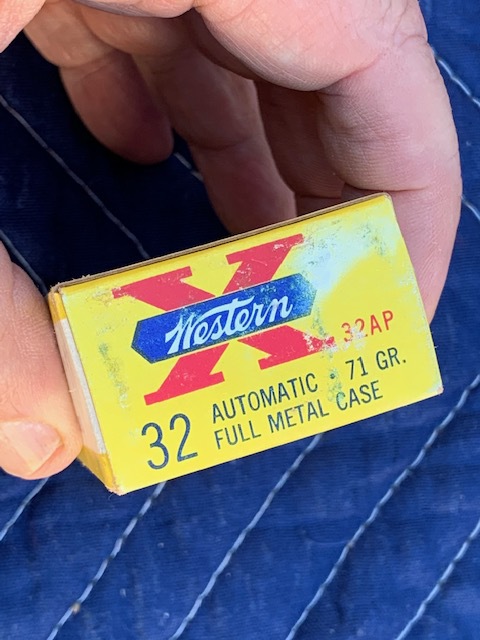 X
Western
32AP
32 AUTOMATIC • 71 GR.
FULL METAL CASE